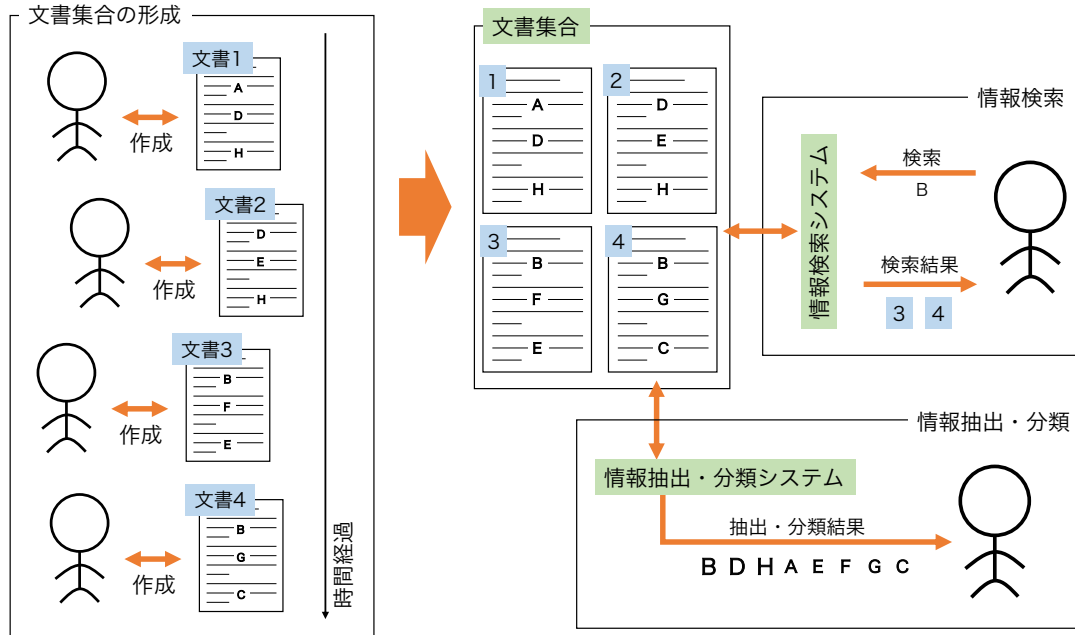 文書集合の形成
文書1
A
D
H
作成
文書2
D
E
H
作成
文書3
B
F
E
作成
文書4
B
G
C
作成
時間経過
文書集合
1
A
D
H
2
D
E
H
3
B
F
E
4
B
G
C
情報検索
情報検索システム
検索
B
検索結果
3 4
情報抽出・分類
情報抽出・分類システム
抽出・分類結果
B D H A E F G C